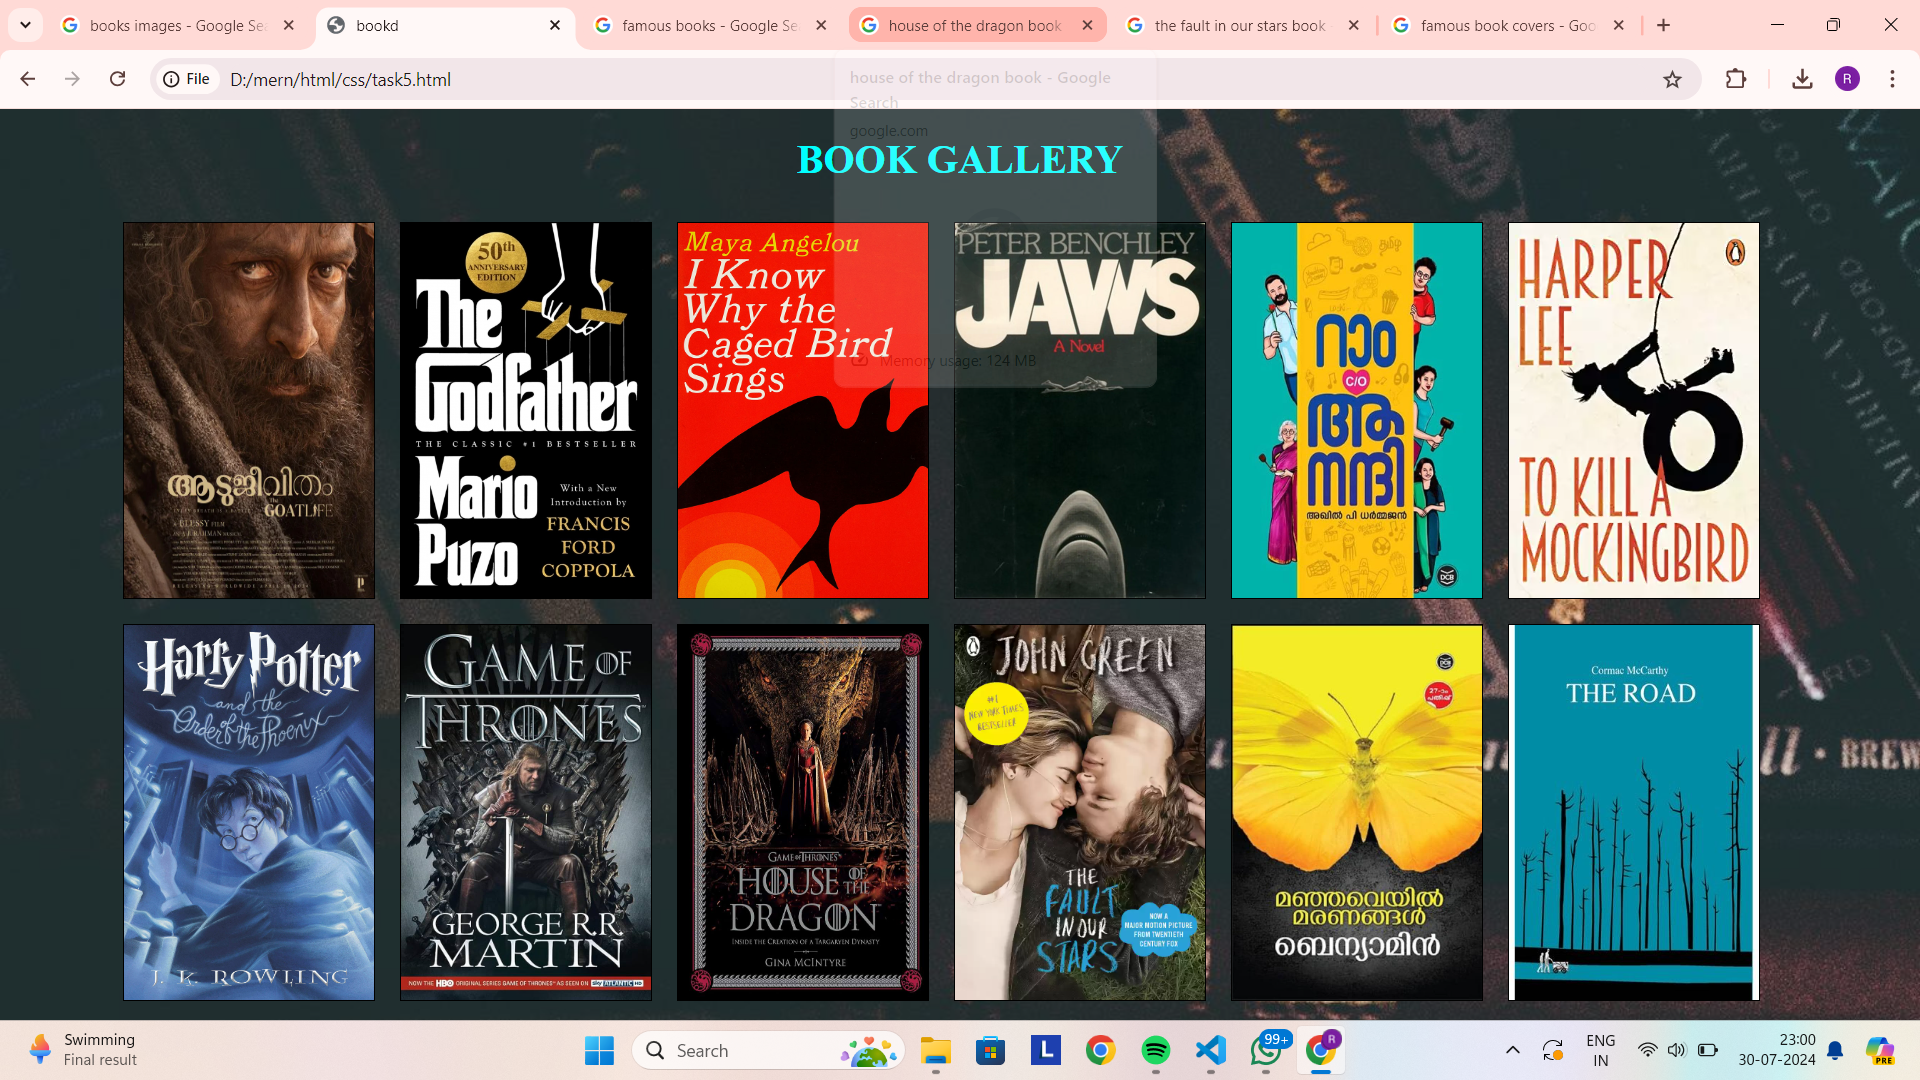 books images - Google Sea
bookd
famous books - Google Se
house of the dragon book
the fault in our stars book
famous book covers - Goo
File
D:/mern/html/css/task5.html
R
house of the dragon book - Google
Search
google.com
Memory usage: 124 MB
BOOK GALLERY
ആടുജീവിതം
The
GOAT LIFE
A BLESSY FILM
50th
ANNIVERSARY
EDITION
The
Godfather
THE CLASSIC #1 BESTSELLER
Mario
Puzo
With a New
Introduction by
FRANCIS
FORD
COPPOLA
Maya Angelou
I Know
Why the
Caged Bird
Sings
PETER BENCHLEY
JAWS
A Novel
റാം
C/O
ആ
നന്ദി
അഖിൽ പി ധർമ്മജൻ
DCB
HARPER
LEE
TO KILL A
MOCKINGBIRD
Harry Potter
and the
Order of the Phoenix
J. K. ROWLING
GAME OF
THRONES
GEORGE R.R.
MARTIN
NOW THE HBO ORIGINAL SERIES GAME OF THRONES AS SEEN ON sky atlantic HD
GAME OF THRONES
HOUSE OF THE
DRAGON
INSIDE THE CREATION OF A TARGARYEN DYNASTY
GINA MCINTYRE
JOHN GREEN
#1
NEW YORK TIMES
BESTSELLER
THE
FAULT
IN OUR
STARS
NOW A
MAJOR MOTION PICTURE
FROM TWENTIETH
CENTURY FOX
DCB
മഞ്ഞവെയിൽ
മരണങ്ങൾ
ബെന്യാമിൻ
Cormac McCarthy
THE ROAD
BREW
Swimming
Final result
Search
L
99+
R
ENG
IN
23:00
30-07-2024
PRE